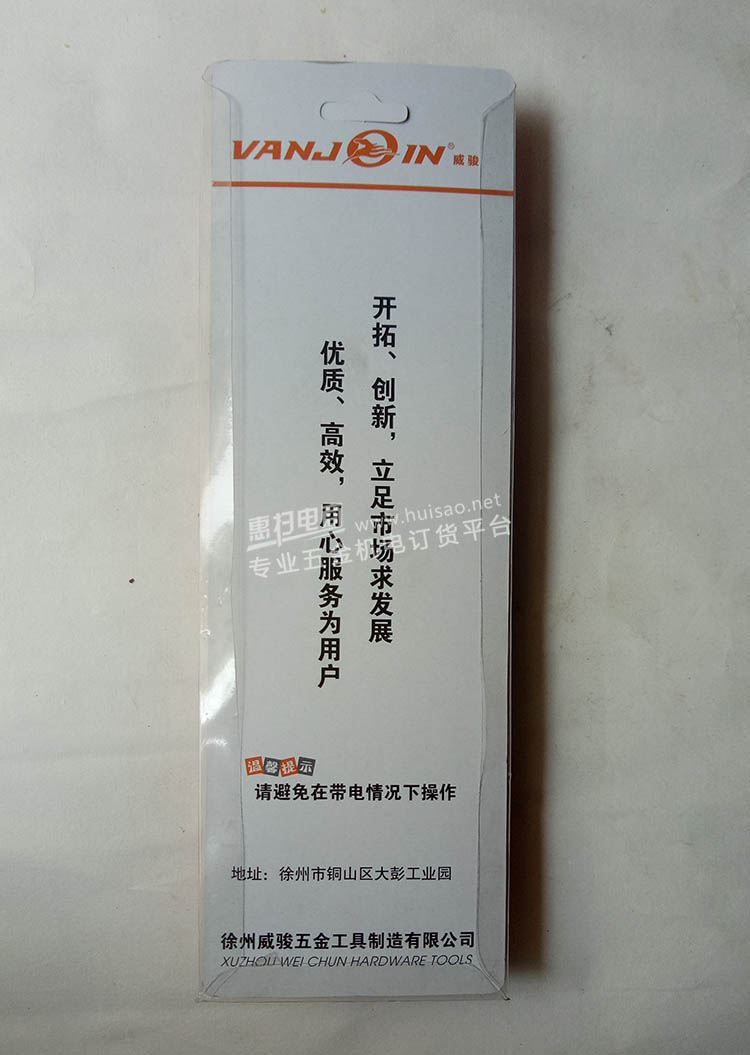 VANJOIN® 威骏
开拓、创新，立足市场求发展
优质、高效，用心服务为用户
惠扫电商 www.huisao.net
专业五金机电订货平台
温馨提示
请避免在带电情况下操作
地址：徐州市铜山区大彭工业园
徐州威骏五金工具制造有限公司
XUZHOU WEI CHUN HARDWARE TOOLS